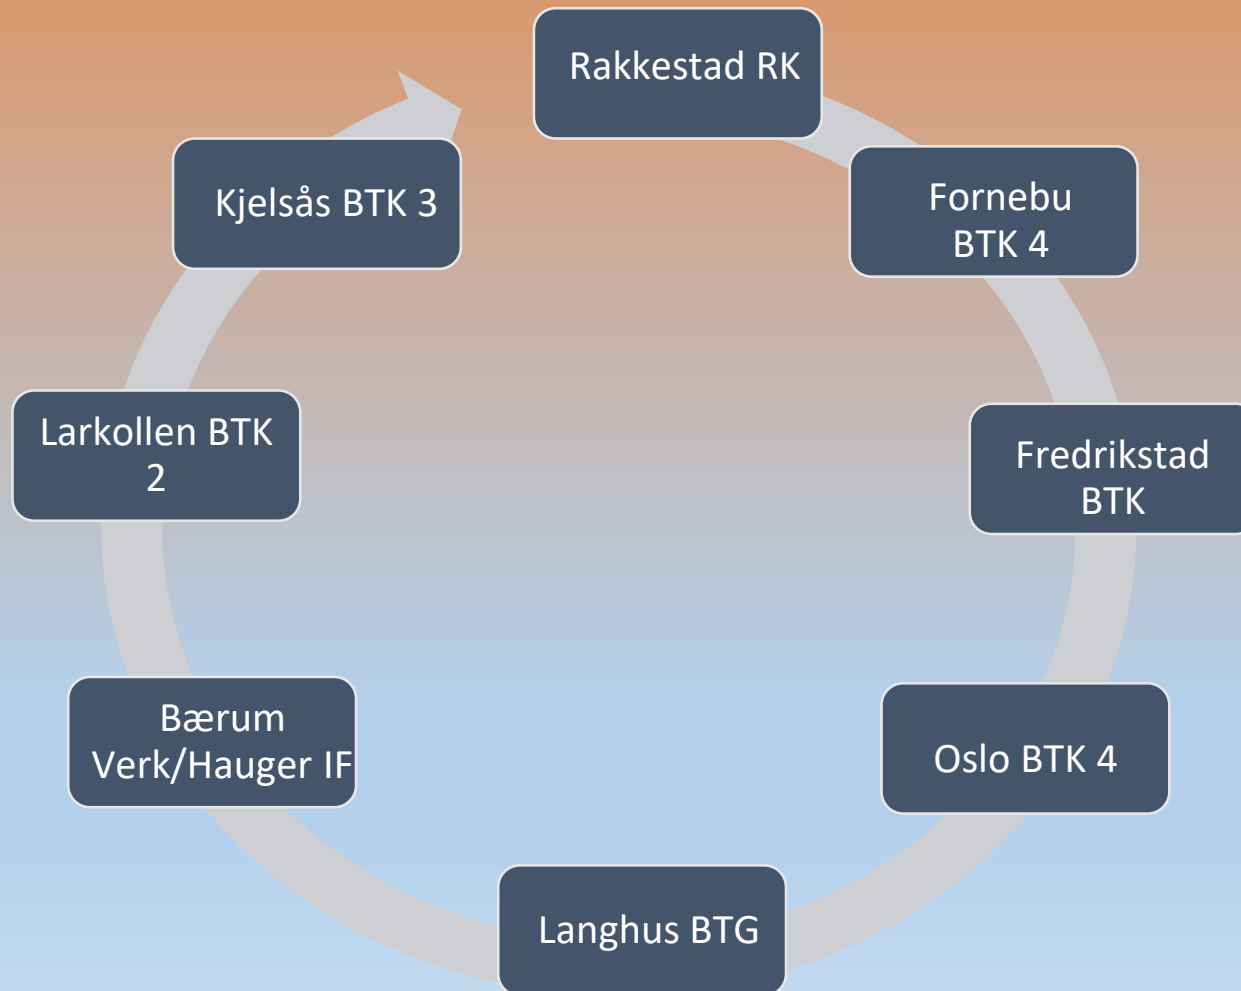 Rakkestad RK
Fornebu
BTK 4
Fredrikstad
BTK
Oslo BTK 4
Langhus BTG
Bærum
Verk/Hauger IF
Larkollen BTK
2
Kjelsås BTK 3